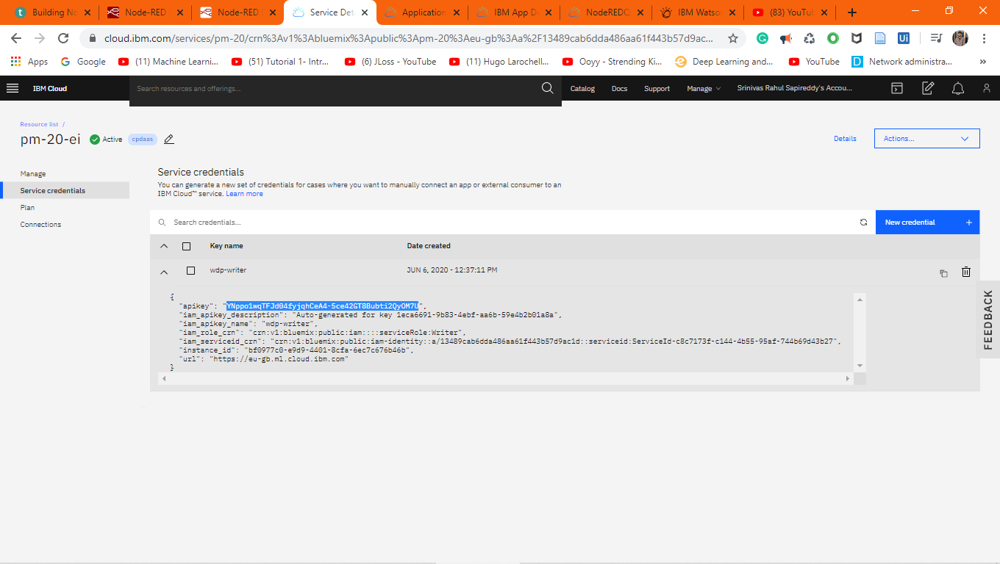 Building No
Node-RED
Node-RED
Service Det
Application
IBM App De
NodeREDQ
IBM Watson
(83) YouTub
cloud.ibm.com/services/pm-20/crn%3Av1%3Abluemix%3Apublic%3Apm-20%3Aeu-gb%3Aa%2F13489cab6dda486aa61f443b57d9ac...
Apps
Google
(11) Machine Learni...
(51) Tutorial 1- Intr...
(6) JLoss - YouTube
(11) Hugo Larochell...
Ooyy - Strending Ki...
Deep Learning and...
YouTube
Network administra...
»
IBM Cloud
Search resources and offerings...
Catalog
Docs
Support
Manage
Srinivas Rahul Sapireddy's Accou...
Resource list /
pm-20-ei
Active
cpdaas
Details
Actions...
Manage
Service credentials
Plan
Connections
Service credentials
You can generate a new set of credentials for cases where you want to manually connect an app or external consumer to an
IBM Cloud™ service. Learn more
Search credentials...
New credential +
Key name
Date created
wdp-writer
JUN 6, 2020 - 12:37:11 PM
{
"apikey": "YNppo1wqTFJd04fyjqhCeA4-5ce42GT8Bubti2QyOM7U",
"iam_apikey_description": "Auto-generated for key 1eca6691-9b83-4ebf-aa6b-59e4b2b01a8a",
"iam_apikey_name": "wdp-writer",
"iam_role_crn": "crn:v1:bluemix:public:iam::::serviceRole:Writer",
"iam_serviceid_crn": "crn:v1:bluemix:public:iam-identity::a/13489cab6dda486aa61f443b57d9ac1d::serviceid:ServiceId-c8c7173f-c144-4b55-95af-744b69d43b27",
"instance_id": "bf0977c0-e9d9-4401-8cfa-6ec7c676b46b",
"url": "https://eu-gb.ml.cloud.ibm.com"
}
FEEDBACK